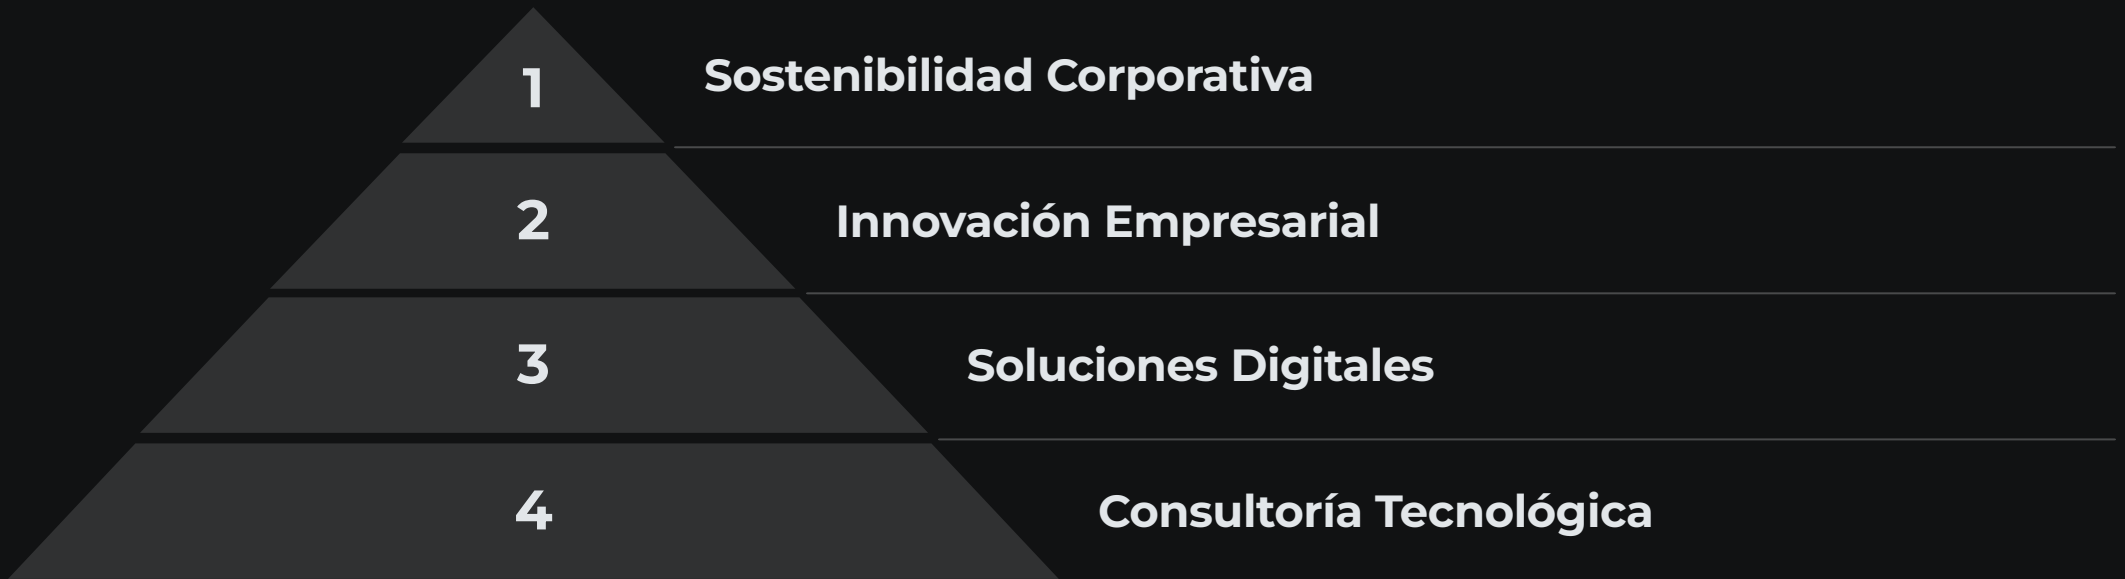 1
Sostenibilidad Corporativa
2
Innovación Empresarial
3
Soluciones Digitales
4
Consultoría Tecnológica